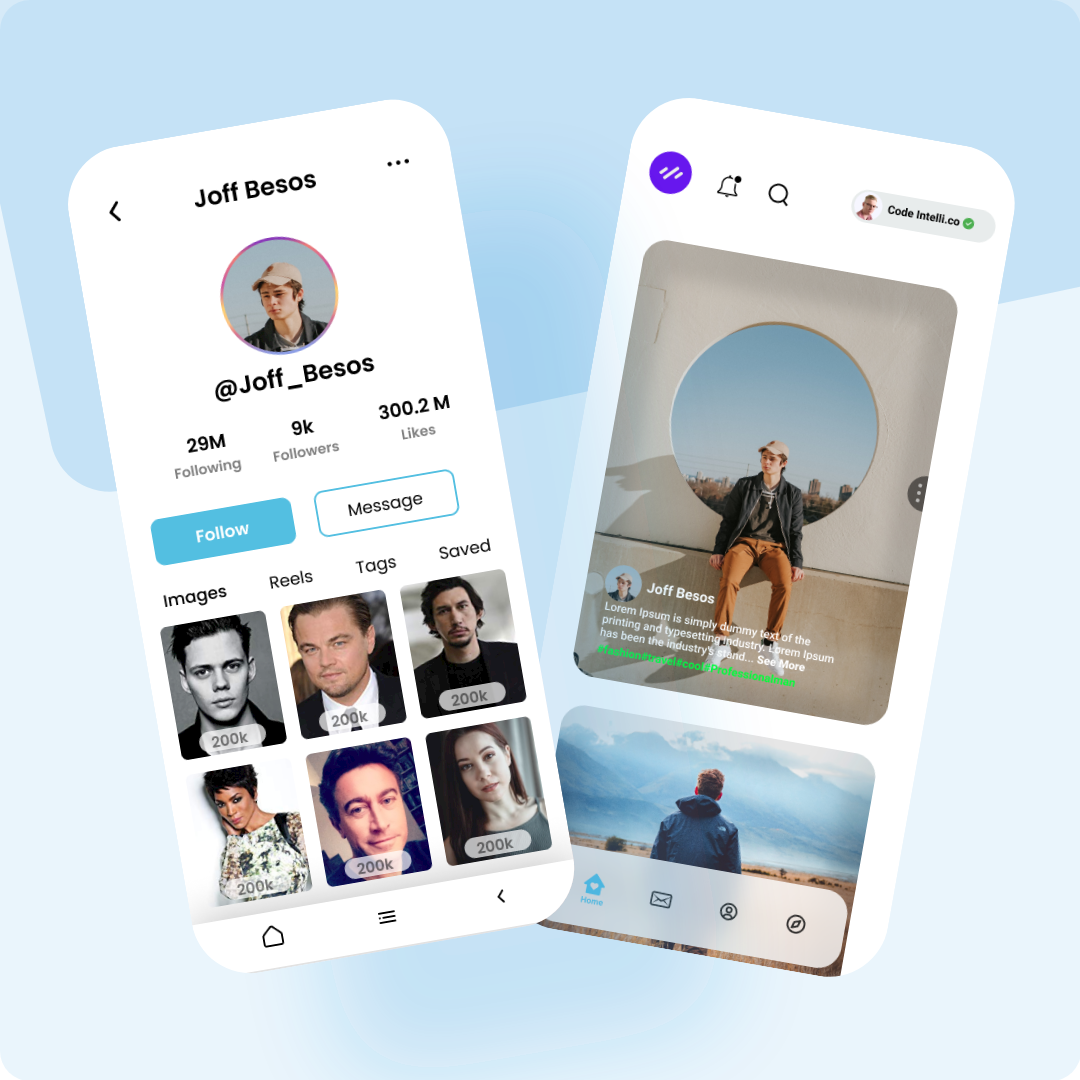 Joff Besos
@Joff_Besos
29M
Following
9k
Followers
300.2 M
Likes
Follow
Message
Images
Reels
Tags
Saved
200k
200k
200k
200k
200k
200k
Code Intelli.co
Joff Besos
Lorem Ipsum is simply dummy text of the
printing and typesetting industry. Lorem Ipsum
has been the industry's stand... See More
#fashion#travel#cool#Professionalman
Home